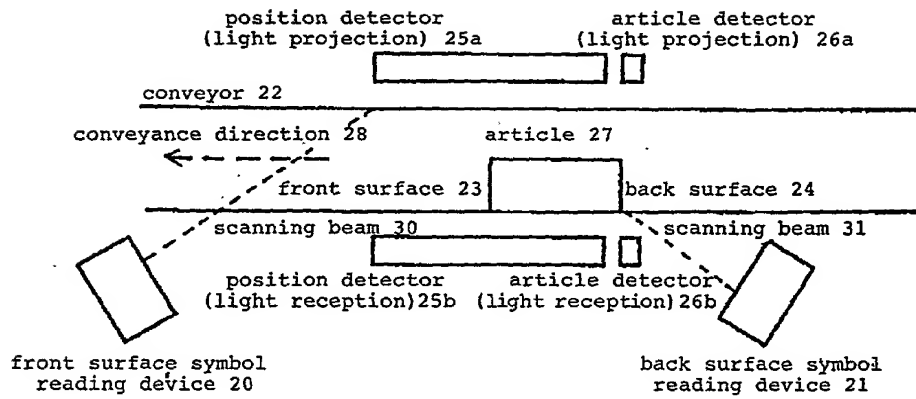 position detector
(light projection) 25a
article detector
(light projection) 26a
conveyor 22
conveyance direction 28
article 27
front surface 23
back surface 24
scanning beam 30
scanning beam 31
position detector
(light reception)25b
article detector
(light reception)26b
front surface symbol
reading device 20
back surface symbol
reading device 21